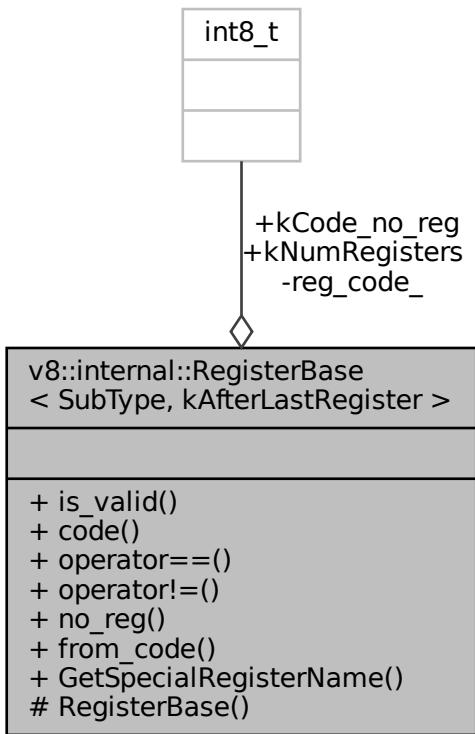 int8_t
+kCode_no_reg
+kNumRegisters
-reg_code_
v8::internal::RegisterBase
< SubType, kAfterLastRegister >
+ is_valid()
+ code()
+ operator==()
+ operator!=()
+ no_reg()
+ from_code()
+ GetSpecialRegisterName()
# RegisterBase()